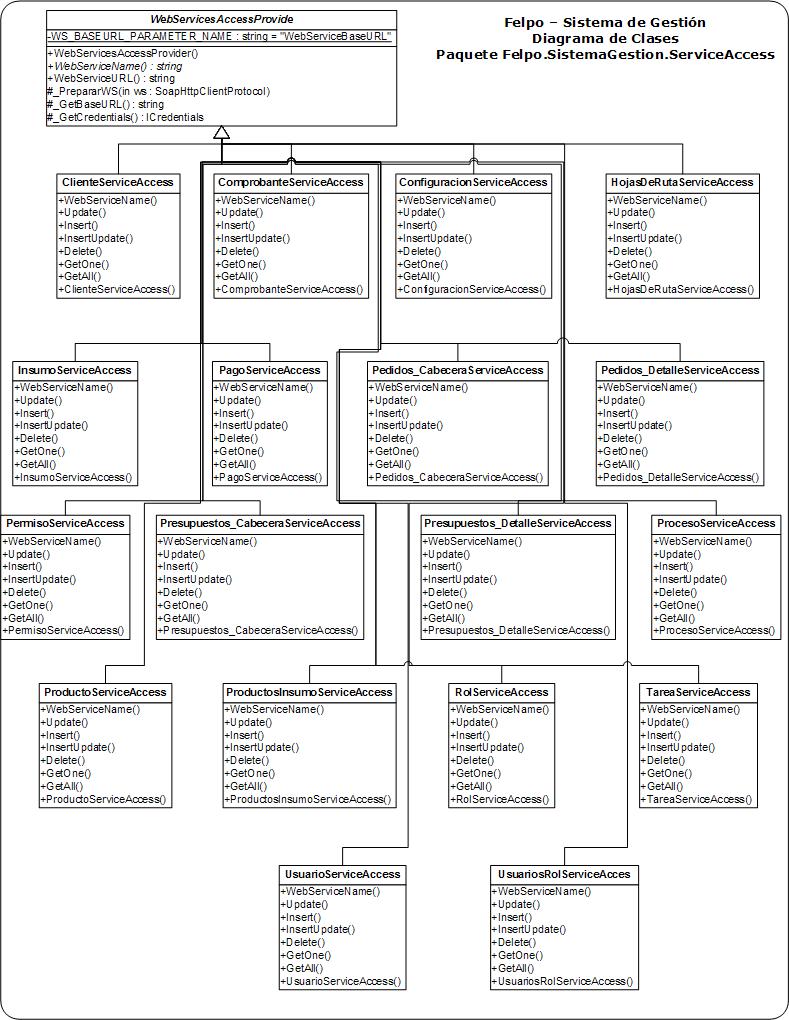 WebServicesAccessProvide
-WS_BASEURL_PARAMETER_NAME : string = "WebServiceBaseURL"
+WebServicesAccessProvider()
+WebServiceName() : string
+WebServiceURL() : string
#_PrepararWS(in ws : SoapHttpClientProtocol)
#_GetBaseURL() : string
#_GetCredentials() : ICredentials
Felpo – Sistema de Gestión
Diagrama de Clases
Paquete Felpo.SistemaGestion.ServiceAccess
ClienteServiceAccess
+WebServiceName()
+Update()
+Insert()
+InsertUpdate()
+Delete()
+GetOne()
+GetAll()
+ClienteServiceAccess()
ComprobanteServiceAccess
+WebServiceName()
+Update()
+Insert()
+InsertUpdate()
+Delete()
+GetOne()
+GetAll()
+ComprobanteServiceAccess()
ConfiguracionServiceAccess
+WebServiceName()
+Update()
+Insert()
+InsertUpdate()
+Delete()
+GetOne()
+GetAll()
+ConfiguracionServiceAccess()
HojasDeRutaServiceAccess
+WebServiceName()
+Update()
+Insert()
+InsertUpdate()
+Delete()
+GetOne()
+GetAll()
+HojasDeRutaServiceAccess()
InsumoServiceAccess
+WebServiceName()
+Update()
+Insert()
+InsertUpdate()
+Delete()
+GetOne()
+GetAll()
+InsumoServiceAccess()
PagoServiceAccess
+WebServiceName()
+Update()
+Insert()
+InsertUpdate()
+Delete()
+GetOne()
+GetAll()
+PagoServiceAccess()
Pedidos_CabeceraServiceAccess
+WebServiceName()
+Update()
+Insert()
+InsertUpdate()
+Delete()
+GetOne()
+GetAll()
+Pedidos_CabeceraServiceAccess()
Pedidos_DetalleServiceAccess
+WebServiceName()
+Update()
+Insert()
+InsertUpdate()
+Delete()
+GetOne()
+GetAll()
+Pedidos_DetalleServiceAccess()
PermisoServiceAccess
+WebServiceName()
+Update()
+Insert()
+InsertUpdate()
+Delete()
+GetOne()
+GetAll()
+PermisoServiceAccess()
Presupuestos_CabeceraServiceAccess
+WebServiceName()
+Update()
+Insert()
+InsertUpdate()
+Delete()
+GetOne()
+GetAll()
+Presupuestos_CabeceraServiceAccess()
Presupuestos_DetalleServiceAccess
+WebServiceName()
+Update()
+Insert()
+InsertUpdate()
+Delete()
+GetOne()
+GetAll()
+Presupuestos_DetalleServiceAccess()
ProcesoServiceAccess
+WebServiceName()
+Update()
+Insert()
+InsertUpdate()
+Delete()
+GetOne()
+GetAll()
+ProcesoServiceAccess()
ProductoServiceAccess
+WebServiceName()
+Update()
+Insert()
+InsertUpdate()
+Delete()
+GetOne()
+GetAll()
+ProductoServiceAccess()
ProductosInsumoServiceAccess
+WebServiceName()
+Update()
+Insert()
+InsertUpdate()
+Delete()
+GetOne()
+GetAll()
+ProductosInsumoServiceAccess()
RolServiceAccess
+WebServiceName()
+Update()
+Insert()
+InsertUpdate()
+Delete()
+GetOne()
+GetAll()
+RolServiceAccess()
TareaServiceAccess
+WebServiceName()
+Update()
+Insert()
+InsertUpdate()
+Delete()
+GetOne()
+GetAll()
+TareaServiceAccess()
UsuarioServiceAccess
+WebServiceName()
+Update()
+Insert()
+InsertUpdate()
+Delete()
+GetOne()
+GetAll()
+UsuarioServiceAccess()
UsuariosRolServiceAcces
+WebServiceName()
+Update()
+Insert()
+InsertUpdate()
+Delete()
+GetOne()
+GetAll()
+UsuariosRolServiceAccess()